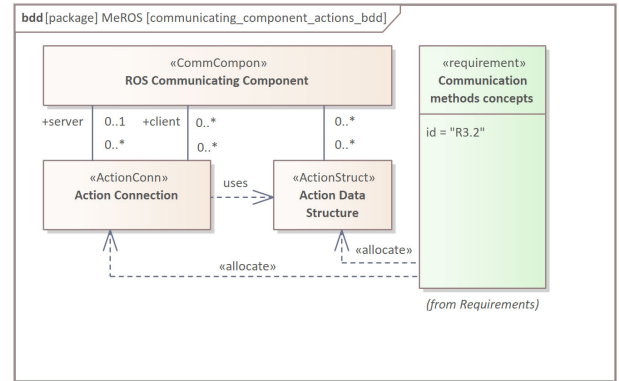 bdd [package] MeROS [communicating_component_actions_bdd]
«CommCompon»
ROS Communicating Component
«requirement»
Communication
methods concepts
id = "R3.2"
+server 0..1 +client 0..* 0..*
0..* 0..* 0..*
«ActionConn»
Action Connection
uses
«ActionStruct»
Action Data
Structure
«allocate»
«allocate»
(from Requirements)